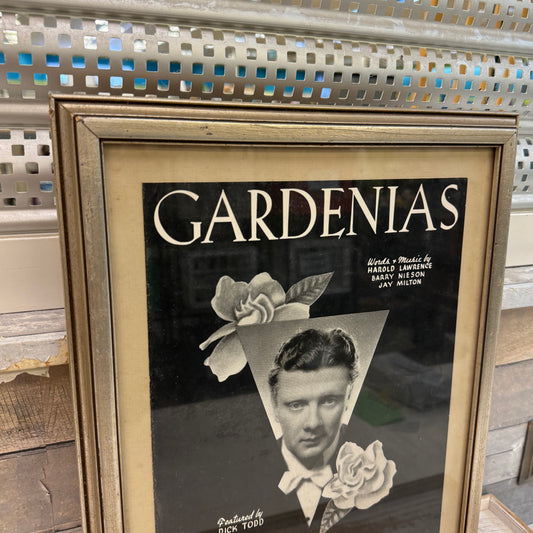 GARDENIAS
Words & Music by
HAROLD LAWRENCE
BARRY NIESON
JAY MILTON
Featured by
DICK TODD